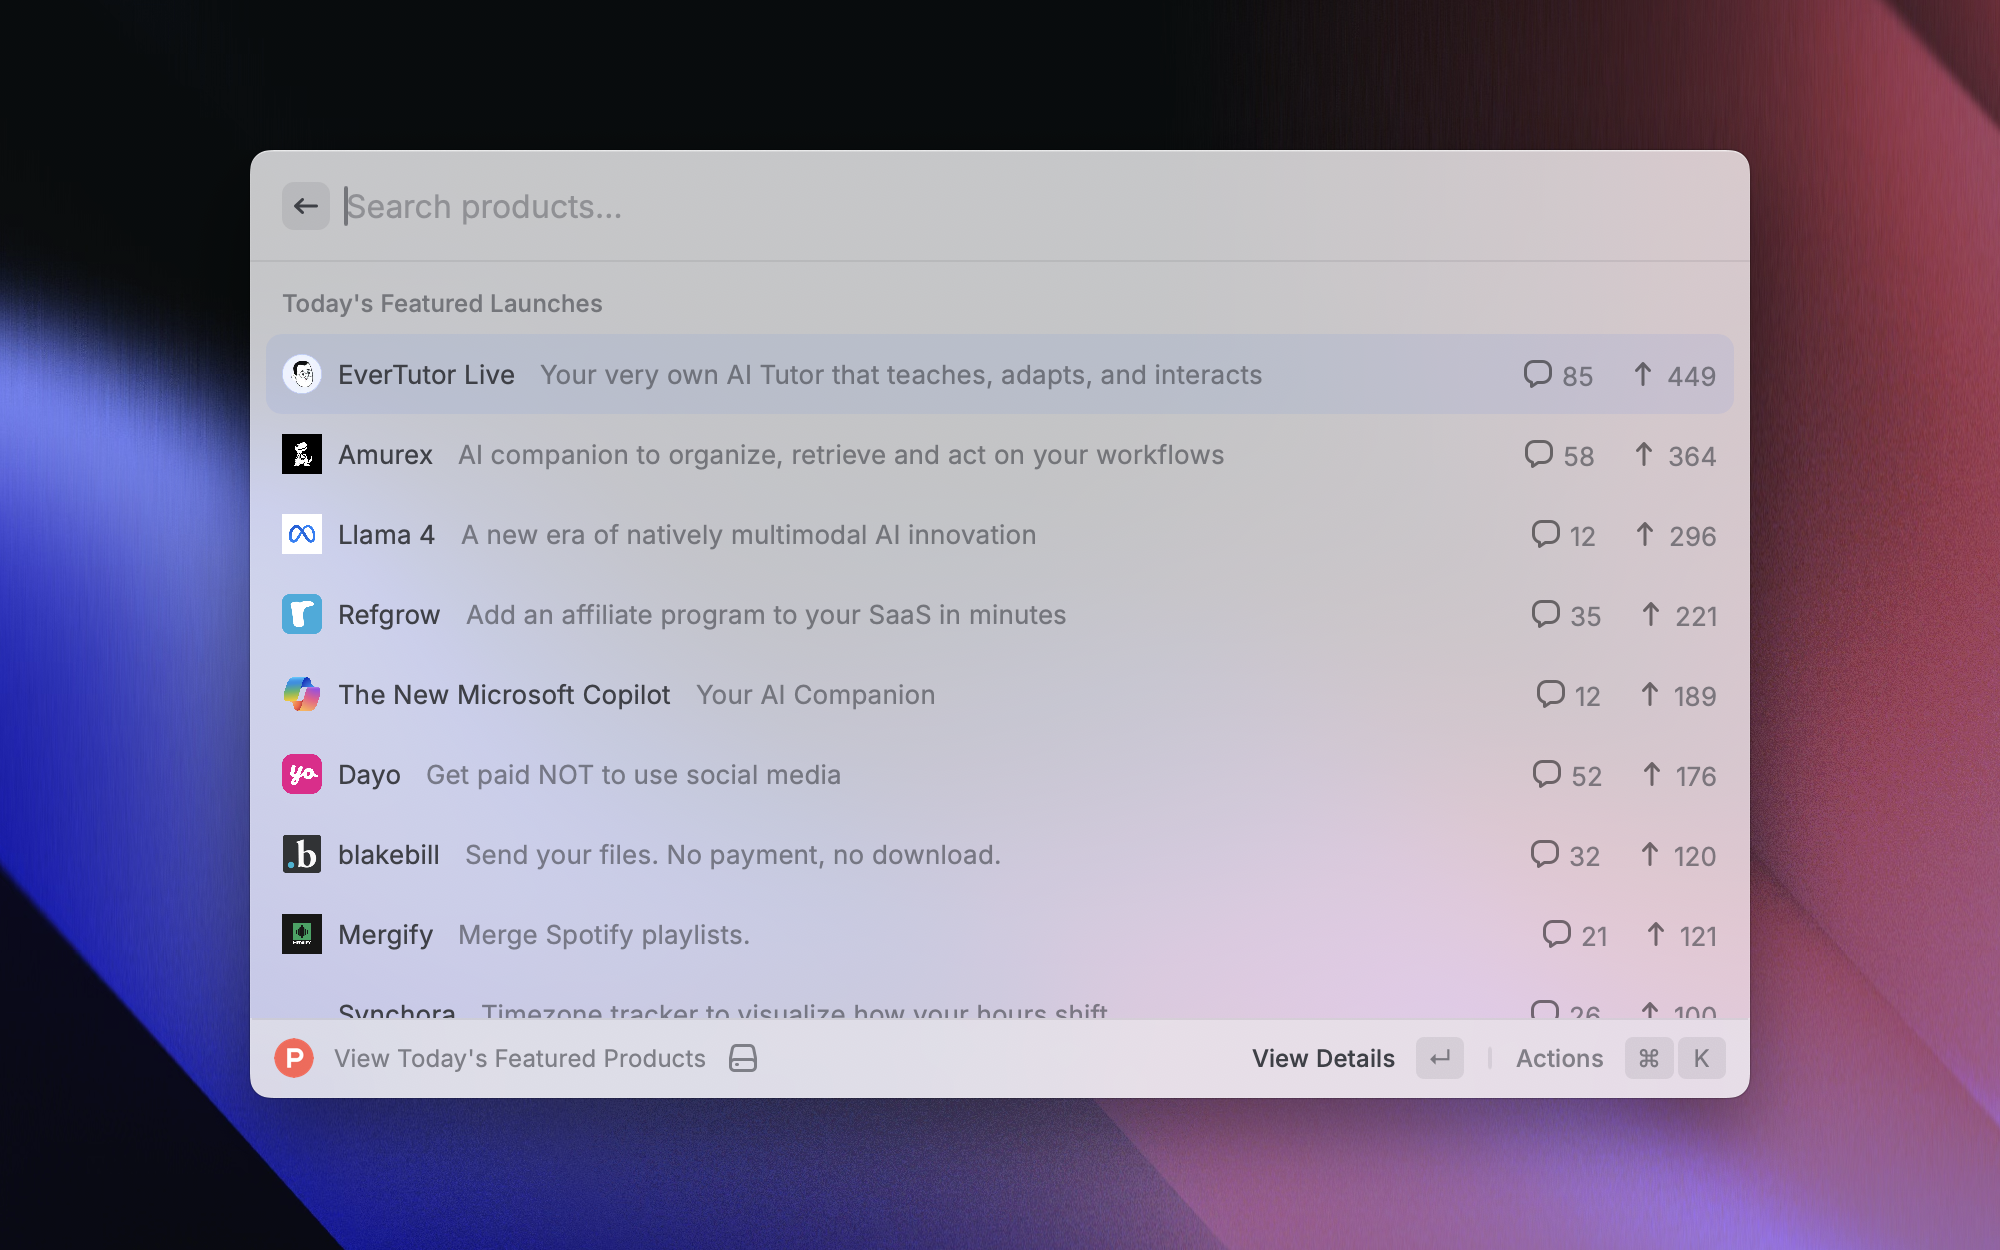 Search products...
Today's Featured Launches
EverTutor Live Your very own AI Tutor that teaches, adapts, and interacts 85 ↑ 449
Amurex AI companion to organize, retrieve and act on your workflows 58 ↑ 364
Llama 4 A new era of natively multimodal AI innovation 12 ↑ 296
Refgrow Add an affiliate program to your SaaS in minutes 35 ↑ 221
The New Microsoft Copilot Your AI Companion 12 ↑ 189
yo Dayo Get paid NOT to use social media 52 ↑ 176
.b blakebill Send your files. No payment, no download. 32 ↑ 120
Mergify Merge Spotify playlists. 21 ↑ 121
Synchora Timezone tracker to visualize how your hours shift 26 ↑ 100
P View Today's Featured Products View Details ↵ Actions ⌘ K